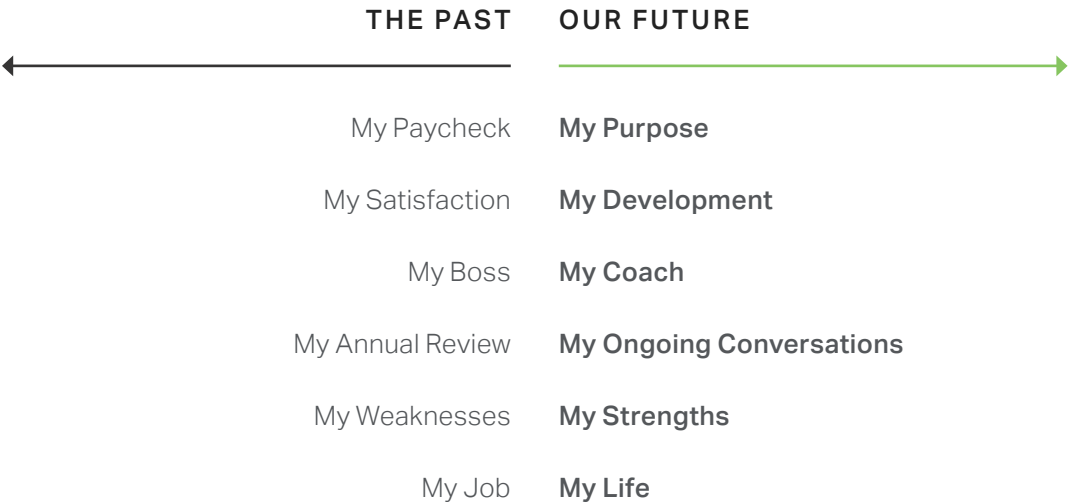 THE PAST OUR FUTURE
My Paycheck My Purpose
My Satisfaction My Development
My Boss My Coach
My Annual Review My Ongoing Conversations
My Weaknesses My Strengths
My Job My Life